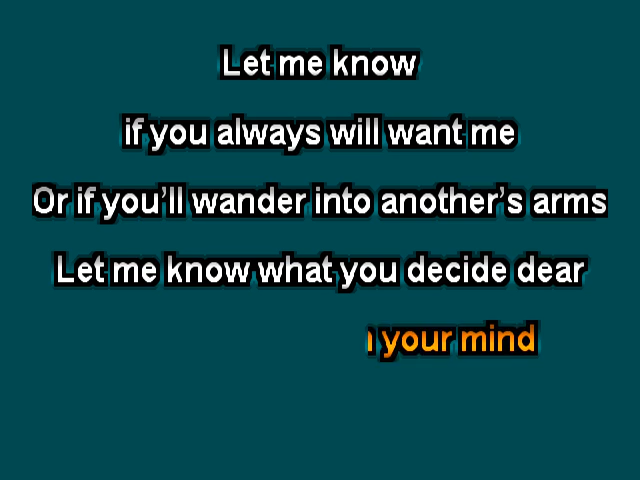 Let me know
if you always will want me
Or if you’ll wander into another’s arms
Let me know what you decide dear
your mind